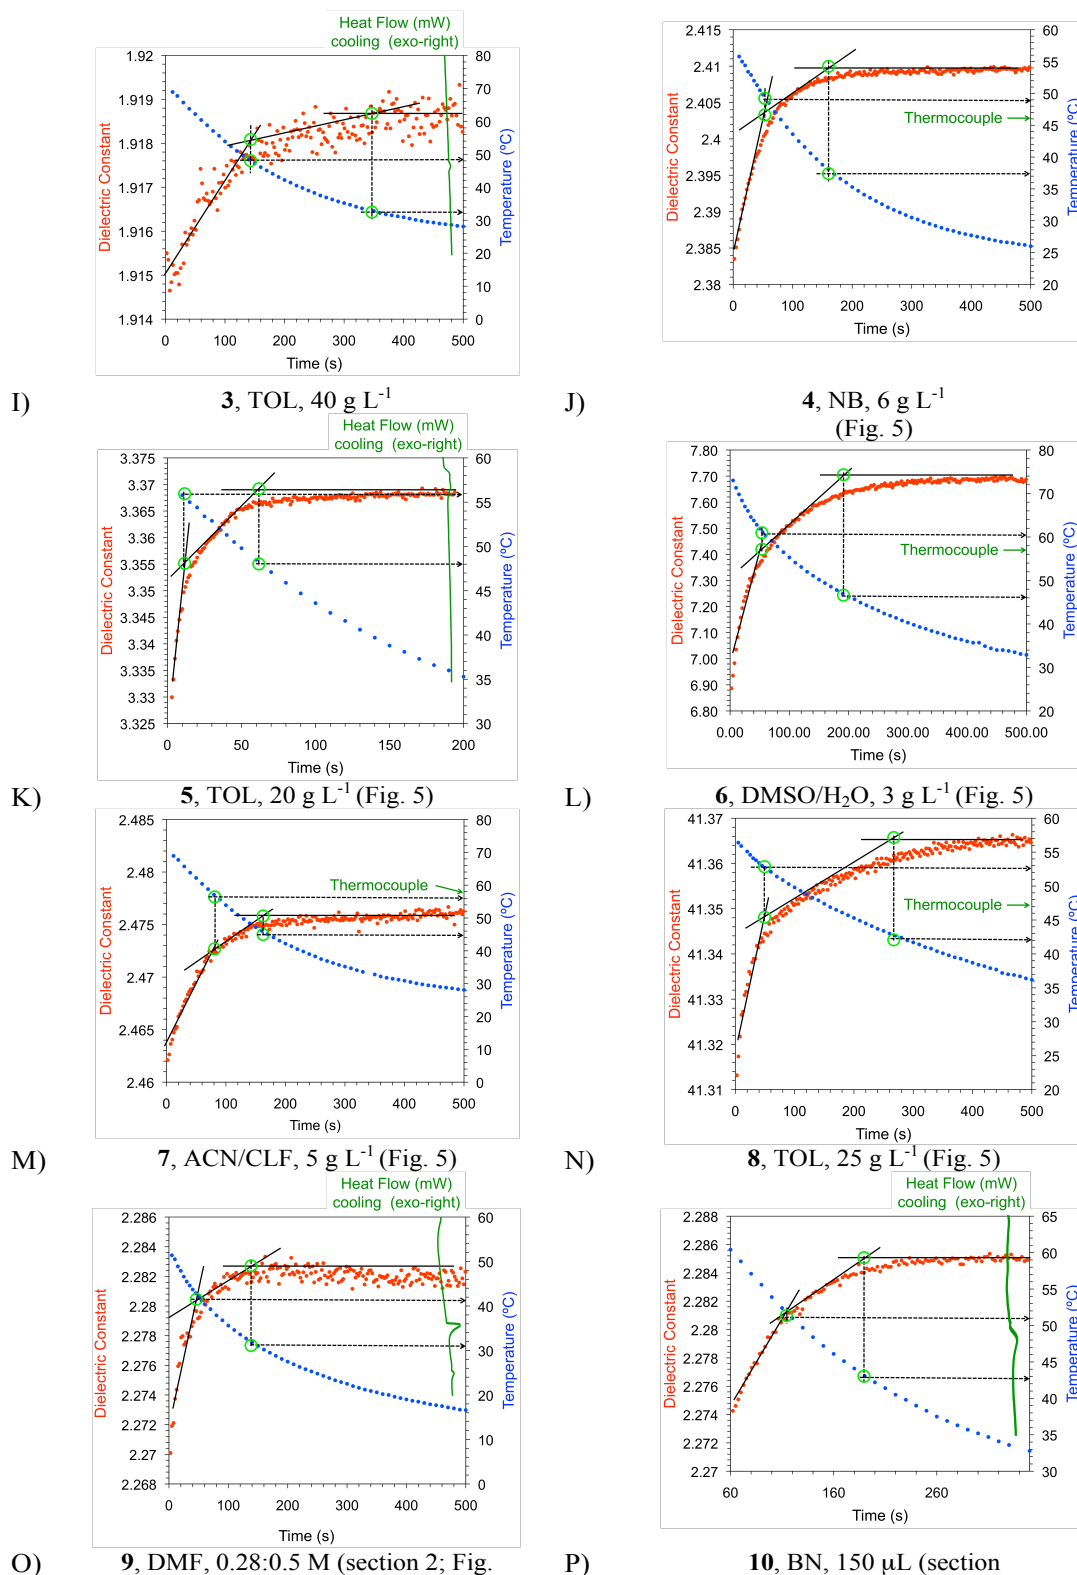 Heat Flow (mW)
cooling (exo-right)
1.92
1.919
1.918
1.917
1.916
1.915
1.914
Dielectric Constant
80
70
60
50
40
30
20
10
0
Temperature (ºC)
0 100 200 300 400 500
Time (s)
I) 3, TOL, 40 g L-1
2.415
2.41
2.405
2.4
2.395
2.39
2.385
2.38
Dielectric Constant
Thermocouple
60
55
50
45
40
35
30
25
20
Temperature (ºC)
0 100 200 300 400 500
Time (s)
J) 4, NB, 6 g L-1
(Fig. 5)
Heat Flow (mW)
cooling (exo-right)
3.375
3.37
3.365
3.36
3.355
3.35
3.345
3.34
3.335
3.33
3.325
Dielectric Constant
60
55
50
45
40
35
30
Temperature (ºC)
0 50 100 150 200
Time (s)
K) 5, TOL, 20 g L-1 (Fig. 5)
7.80
7.70
7.60
7.50
7.40
7.30
7.20
7.10
7.00
6.90
6.80
Dielectric Constant
Thermocouple
80
70
60
50
40
30
20
Temperature (ºC)
0.00 100.00 200.00 300.00 400.00 500.00
Time (s)
L) 6, DMSO/H2O, 3 g L-1 (Fig. 5)
2.485
2.48
2.475
2.47
2.465
2.46
Dielectric Constant
Thermocouple
80
70
60
50
40
30
20
10
0
Temperature (ºC)
0 100 200 300 400 500
Time (s)
M) 7, ACN/CLF, 5 g L-1 (Fig. 5)
41.37
41.36
41.35
41.34
41.33
41.32
41.31
Dielectric Constant
Thermocouple
60
55
50
45
40
35
30
25
20
Temperature (ºC)
0 100 200 300 400 500
Time (s)
N) 8, TOL, 25 g L-1 (Fig. 5)
Heat Flow (mW)
cooling (exo-right)
2.286
2.284
2.282
2.28
2.278
2.276
2.274
2.272
2.27
2.268
Dielectric Constant
60
50
40
30
20
10
0
Temperature (ºC)
0 100 200 300 400 500
Time (s)
O) 9, DMF, 0.28:0.5 M (section 2; Fig.
Heat Flow (mW)
cooling (exo-right)
2.288
2.286
2.284
2.282
2.28
2.278
2.276
2.274
2.272
2.27
Dielectric Constant
65
60
55
50
45
40
35
30
Temperature (ºC)
60 160 260
Time (s)
P) 10, BN, 150 μL (section